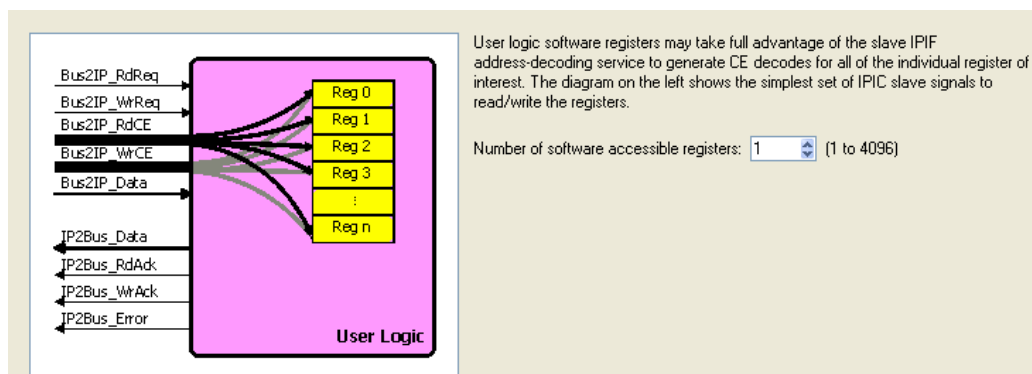 Bus2IP_RdReq
Bus2IP_WrReq
Bus2IP_RdCE
Bus2IP_WrCE
Bus2IP_Data
IP2Bus_Data
IP2Bus_RdAck
IP2Bus_WrAck
IP2Bus_Error
Reg 0
Reg 1
Reg 2
Reg 3
:
Reg n
User Logic
User logic software registers may take full advantage of the slave IPIF
address-decoding service to generate CE decodes for all of the individual register of
interest. The diagram on the left shows the simplest set of IPIC slave signals to
read/write the registers.
Number of software accessible registers: 1 (1 to 4096)